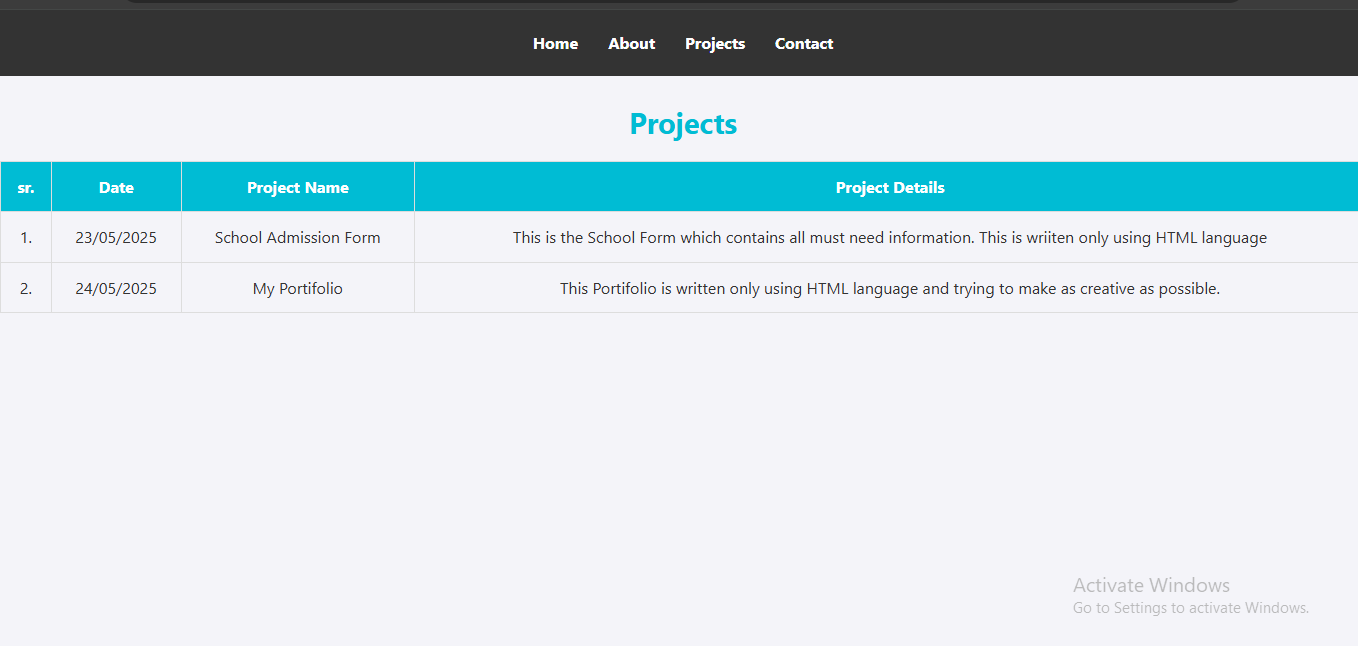 Home About Projects Contact
Projects
sr. Date Project Name Project Details
1. 23/05/2025 School Admission Form This is the School Form which contains all must need information. This is wriiten only using HTML language
2. 24/05/2025 My Portifolio This Portifolio is written only using HTML language and trying to make as creative as possible.
Activate Windows
Go to Settings to activate Windows.